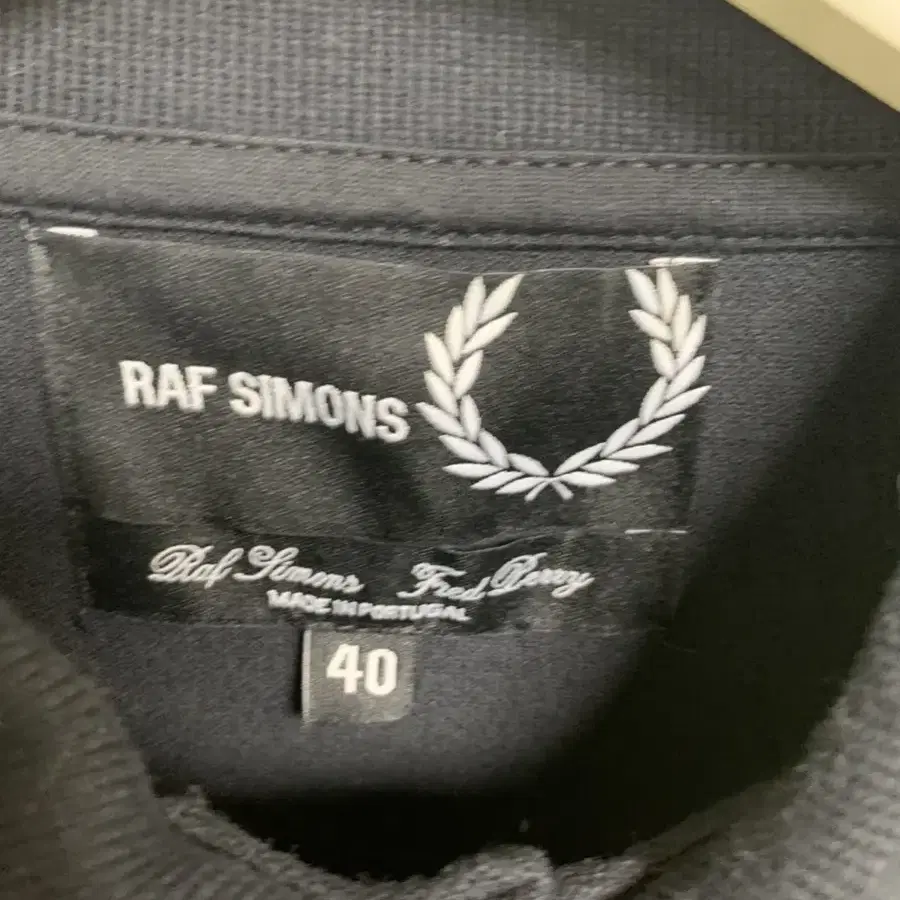 RAF SIMONS
Raf Simons Fred Perry
MADE IN PORTUGAL
40